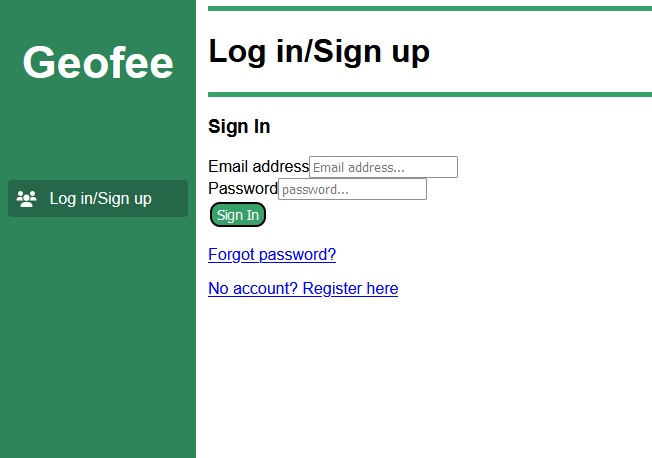 Geofee
Log in/Sign up
Log in/Sign up
Sign In
Email address Email address...
Password password...
Sign In
Forgot password?
No account? Register here